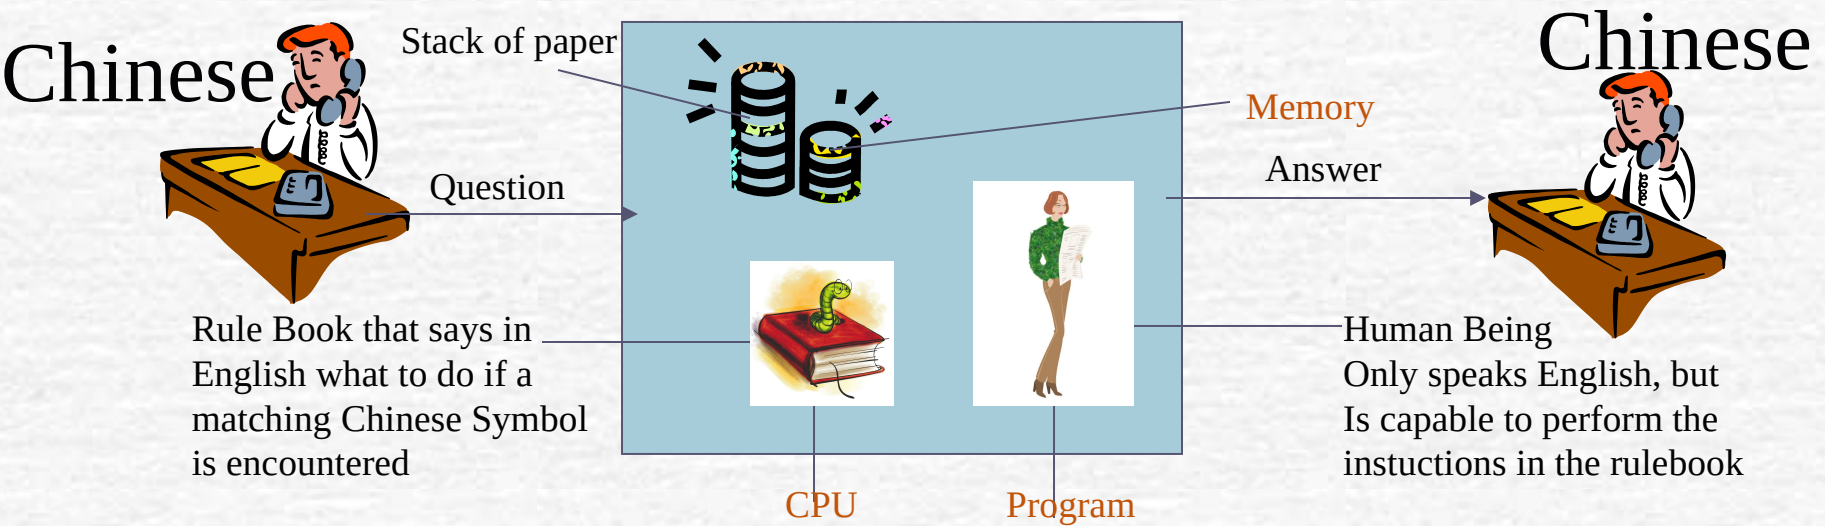 Chinese
Stack of paper
Question
Rule Book that says in
English what to do if a
matching Chinese Symbol
is encountered
CPU
Program
Chinese
Memory
Answer
Human Being
Only speaks English, but
Is capable to perform the
instuctions in the rulebook